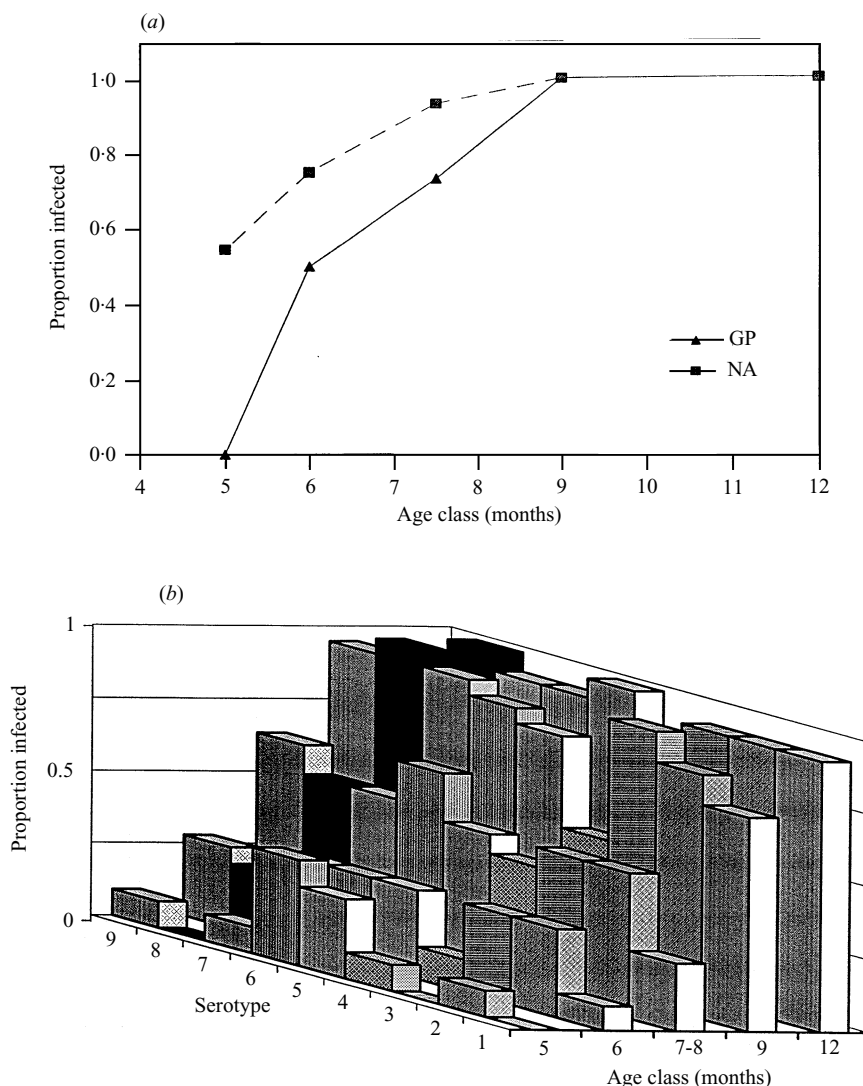 (a)
1·0
0·8
0·6
0·4
0·2
0·0
Proportion infected
GP
NA
4 5 6 7 8 9 10 11 12
Age class (months)
(b)
1
0.5
0
Proportion infected
9 8 7 6 5 4 3 2 1
Serotype
5 6 7-8 9 12
Age class (months)